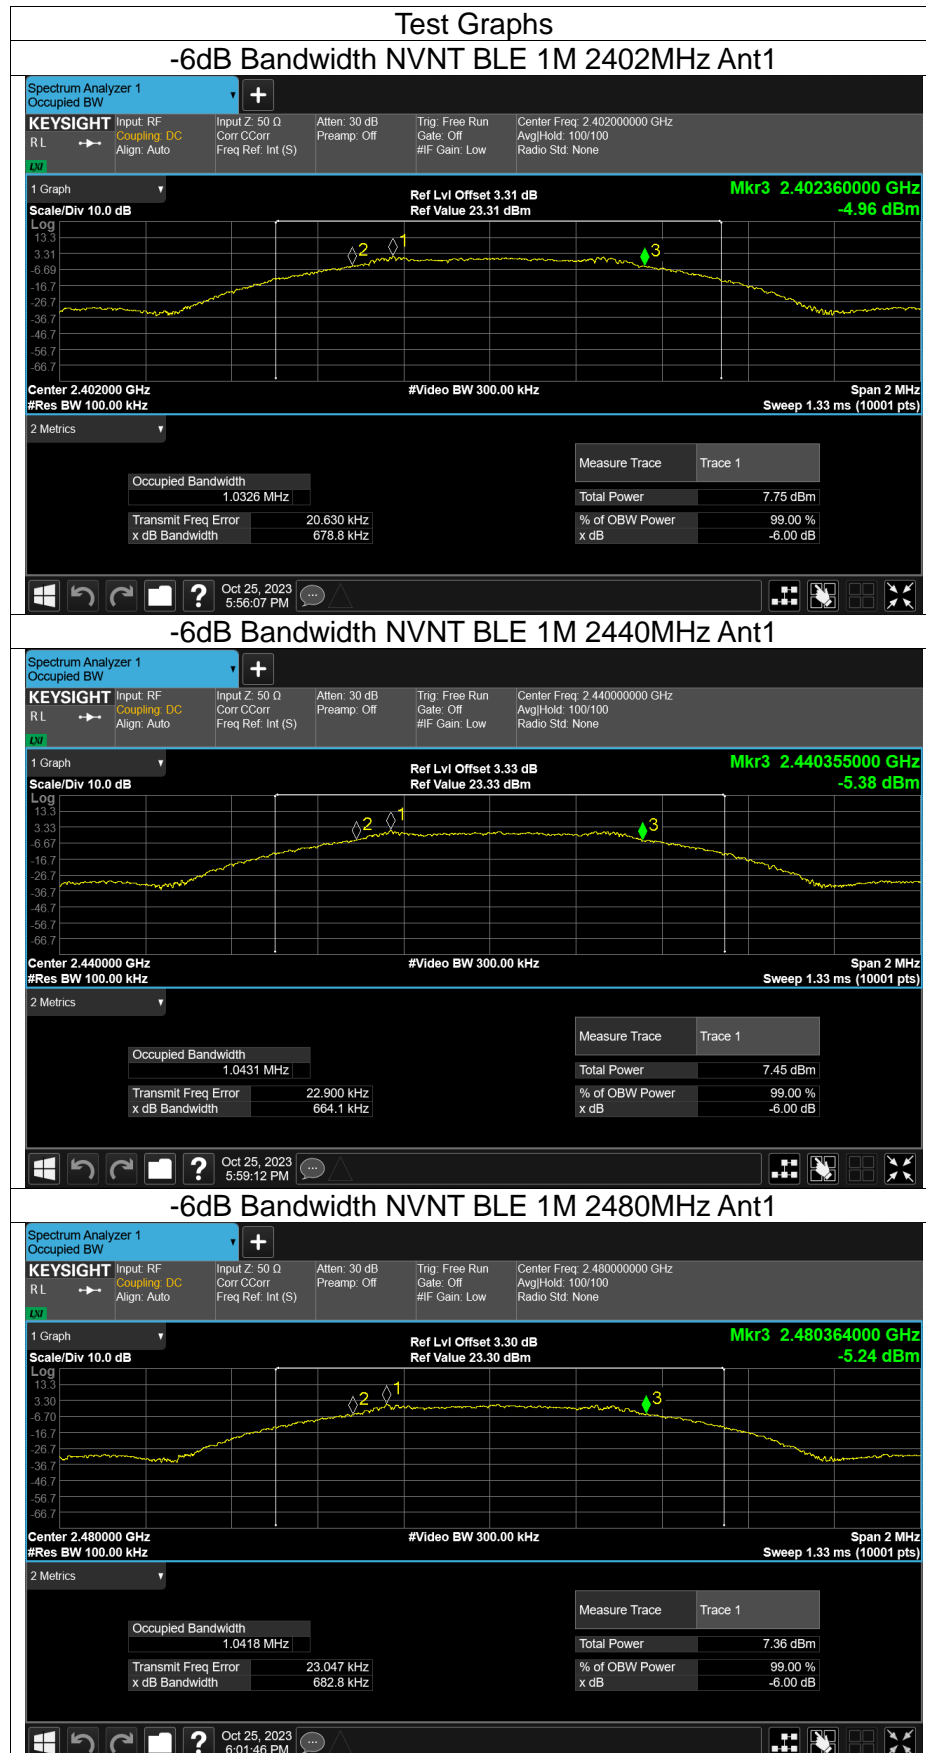 Test Graphs
-6dB Bandwidth NVNT BLE 1M 2402MHz Ant1
Spectrum Analyzer 1
Occupied BW
KEYSIGHT Input: RF Input Z: 50 Ω Atten: 30 dB Trig: Free Run Center Freq: 2.402000000 GHz
RL Coupling: DC Corr CCorr Preamp: Off Gate: Off Avg|Hold: 100/100
Align: Auto Freq Ref: Int (S) #IF Gain: Low Radio Std: None
LXI
1 Graph Ref Lvl Offset 3.31 dB Mkr3 2.402360000 GHz
Scale/Div 10.0 dB Ref Value 23.31 dBm -4.96 dBm
Log
13.3
3.31
-6.69
-16.7
-26.7
-36.7
-46.7
-56.7
-66.7
2 1 3
Center 2.402000 GHz #Video BW 300.00 kHz Span 2 MHz
#Res BW 100.00 kHz Sweep 1.33 ms (10001 pts)
2 Metrics
Measure Trace Trace 1
Occupied Bandwidth
1.0326 MHz Total Power 7.75 dBm
Transmit Freq Error 20.630 kHz % of OBW Power 99.00 %
x dB Bandwidth 678.8 kHz x dB -6.00 dB
? Oct 25, 2023
5:56:07 PM
-6dB Bandwidth NVNT BLE 1M 2440MHz Ant1
Spectrum Analyzer 1
Occupied BW
KEYSIGHT Input: RF Input Z: 50 Ω Atten: 30 dB Trig: Free Run Center Freq: 2.440000000 GHz
RL Coupling: DC Corr CCorr Preamp: Off Gate: Off Avg|Hold: 100/100
Align: Auto Freq Ref: Int (S) #IF Gain: Low Radio Std: None
LXI
1 Graph Ref Lvl Offset 3.33 dB Mkr3 2.440355000 GHz
Scale/Div 10.0 dB Ref Value 23.33 dBm -5.38 dBm
Log
13.3
3.33
-6.67
-16.7
-26.7
-36.7
-46.7
-56.7
-66.7
2 1 3
Center 2.440000 GHz #Video BW 300.00 kHz Span 2 MHz
#Res BW 100.00 kHz Sweep 1.33 ms (10001 pts)
2 Metrics
Measure Trace Trace 1
Occupied Bandwidth
1.0431 MHz Total Power 7.45 dBm
Transmit Freq Error 22.900 kHz % of OBW Power 99.00 %
x dB Bandwidth 664.1 kHz x dB -6.00 dB
? Oct 25, 2023
5:59:12 PM
-6dB Bandwidth NVNT BLE 1M 2480MHz Ant1
Spectrum Analyzer 1
Occupied BW
KEYSIGHT Input: RF Input Z: 50 Ω Atten: 30 dB Trig: Free Run Center Freq: 2.480000000 GHz
RL Coupling: DC Corr CCorr Preamp: Off Gate: Off Avg|Hold: 100/100
Align: Auto Freq Ref: Int (S) #IF Gain: Low Radio Std: None
LXI
1 Graph Ref Lvl Offset 3.30 dB Mkr3 2.480364000 GHz
Scale/Div 10.0 dB Ref Value 23.30 dBm -5.24 dBm
Log
13.3
3.30
-6.70
-16.7
-26.7
-36.7
-46.7
-56.7
-66.7
2 1 3
Center 2.480000 GHz #Video BW 300.00 kHz Span 2 MHz
#Res BW 100.00 kHz Sweep 1.33 ms (10001 pts)
2 Metrics
Measure Trace Trace 1
Occupied Bandwidth
1.0418 MHz Total Power 7.36 dBm
Transmit Freq Error 23.047 kHz % of OBW Power 99.00 %
x dB Bandwidth 682.8 kHz x dB -6.00 dB
? Oct 25, 2023
6:01:46 PM